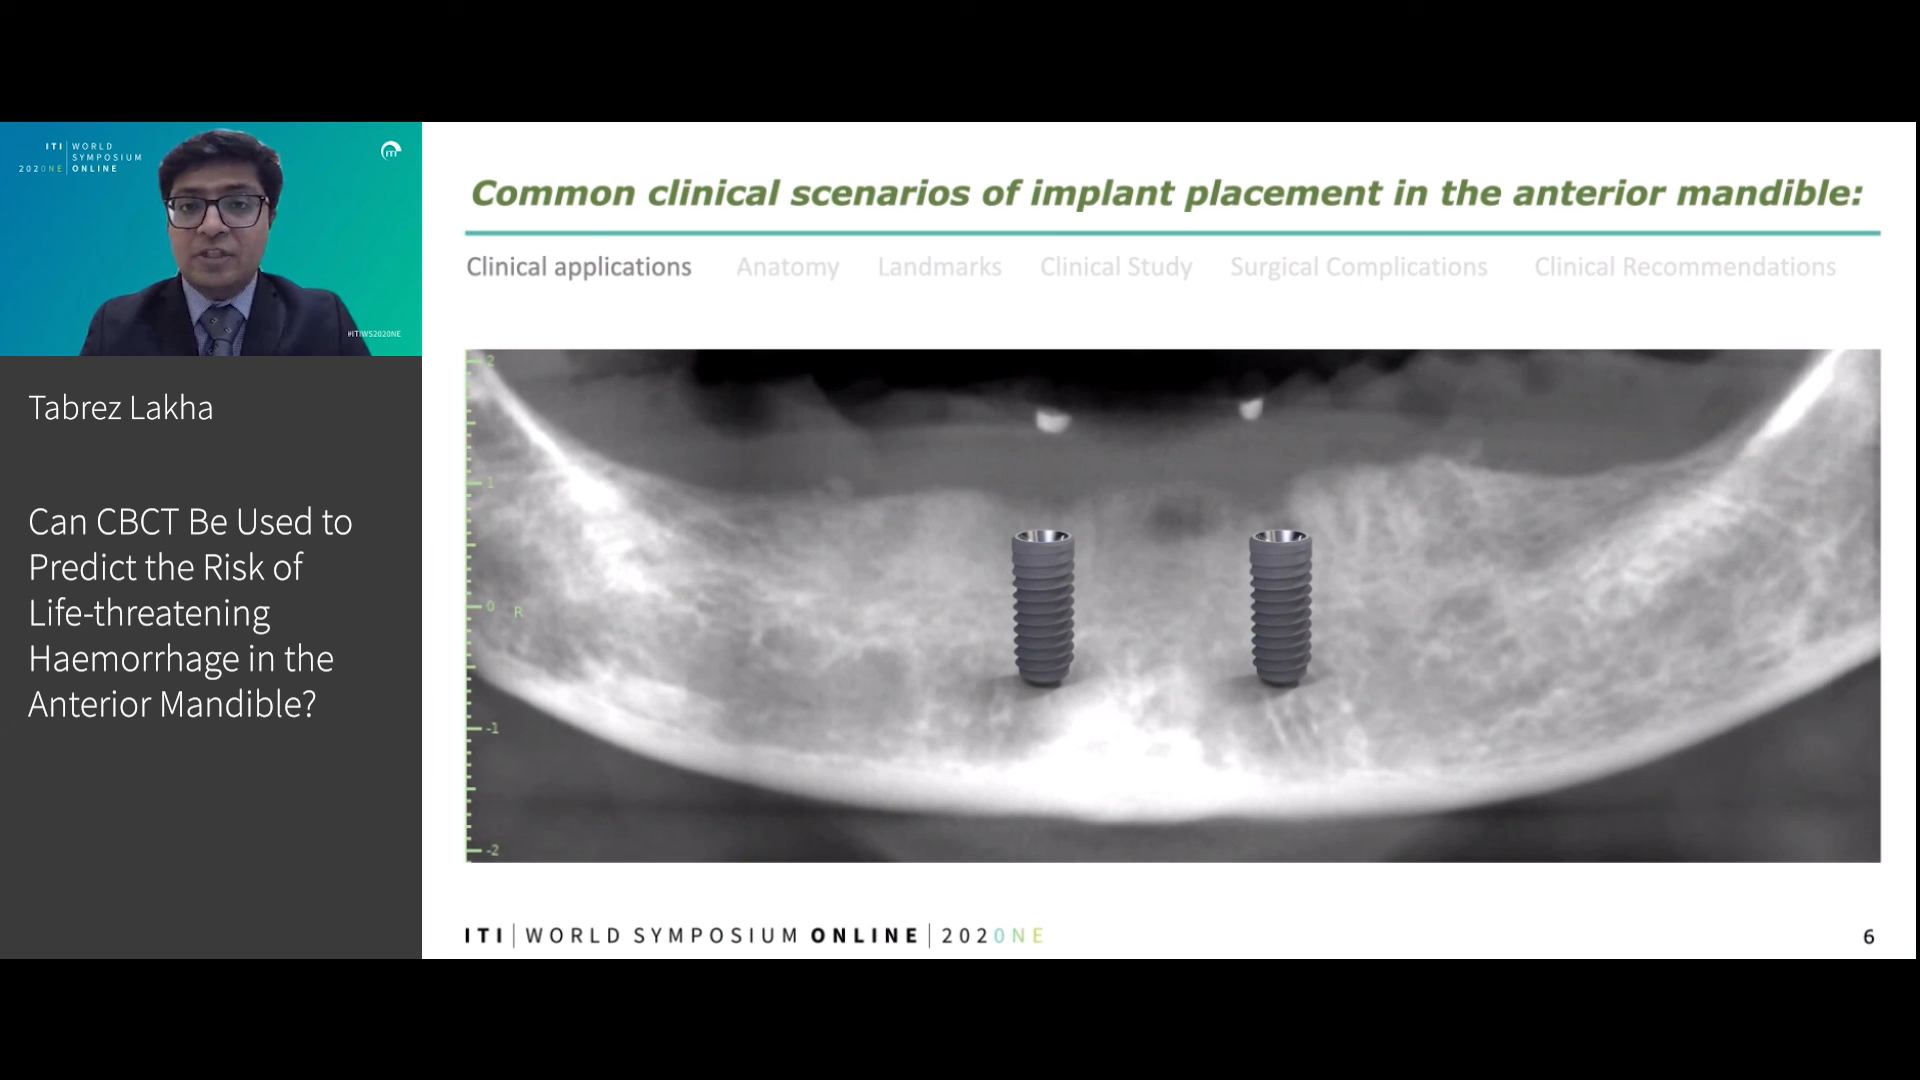 ITI WORLD
SYMPOSIUM
2020NE ONLINE
ITI
#ITIWS2020NE
Tabrez Lakha
Can CBCT Be Used to
Predict the Risk of
Life-threatening
Haemorrhage in the
Anterior Mandible?
Common clinical scenarios of implant placement in the anterior mandible:
Clinical applications Anatomy Landmarks Clinical Study Surgical Complications Clinical Recommendations
2
1
0 R
-1
-2
ITI WORLD SYMPOSIUM ONLINE 2020NE
6